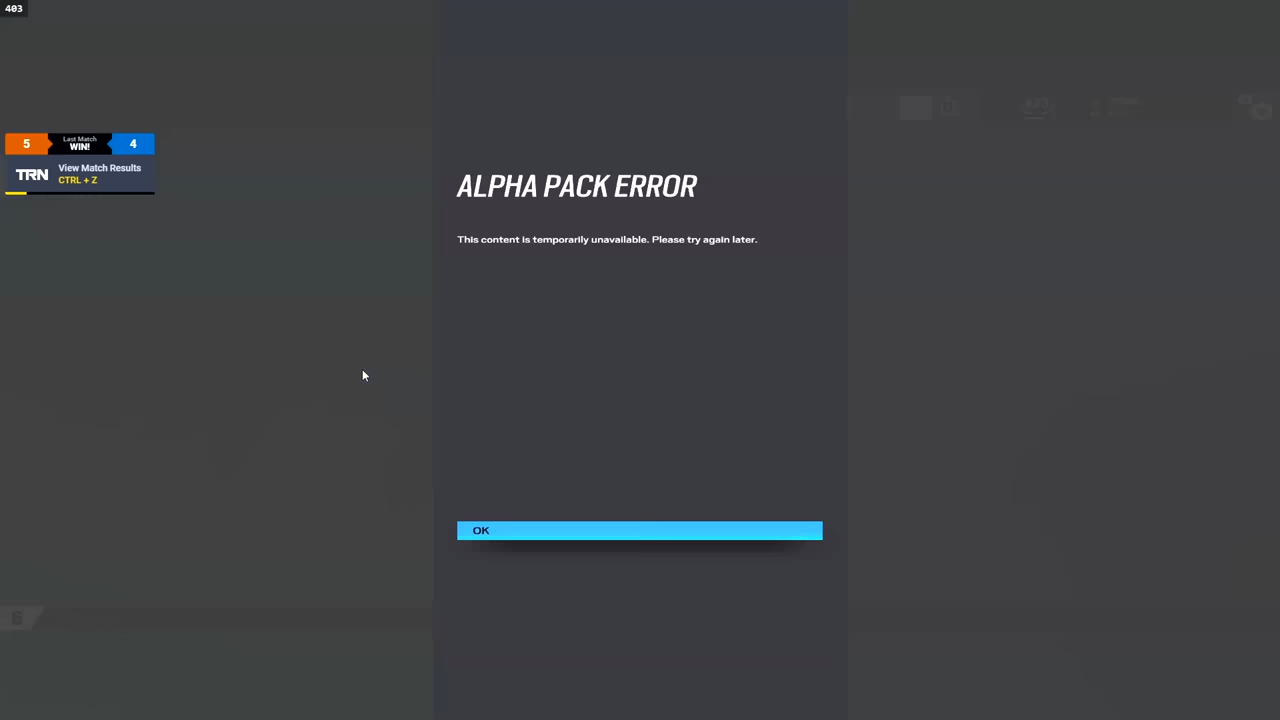 403
5
Last Match
WIN!
4
TRN
View Match Results
CTRL + Z
ALPHA PACK ERROR
This content is temporarily unavailable. Please try again later.
OK